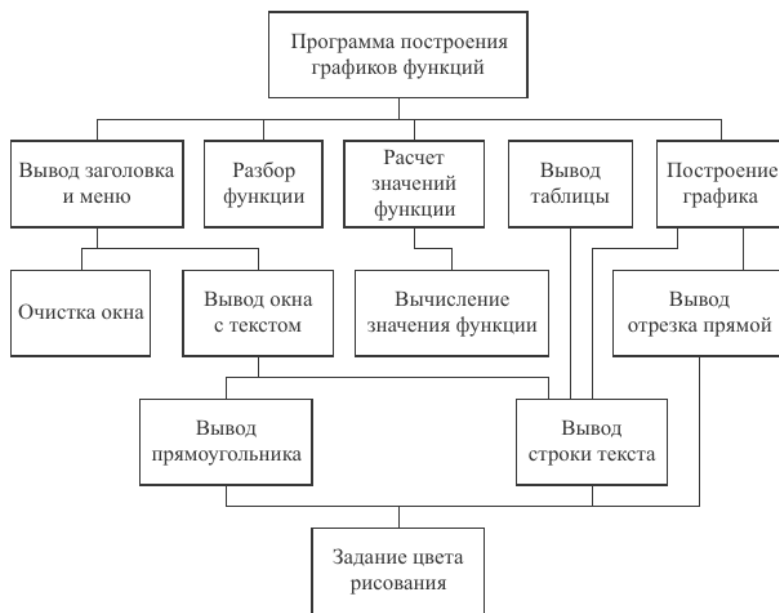 Программа построения
графиков функций
Вывод заголовка
и меню
Разбор
функции
Расчет
значений
функции
Вывод
таблицы
Построение
графика
Очистка окна
Вывод окна
с текстом
Вычисление
значения функции
Вывод
отрезка прямой
Вывод
прямоугольника
Вывод
строки текста
Задание цвета
рисования